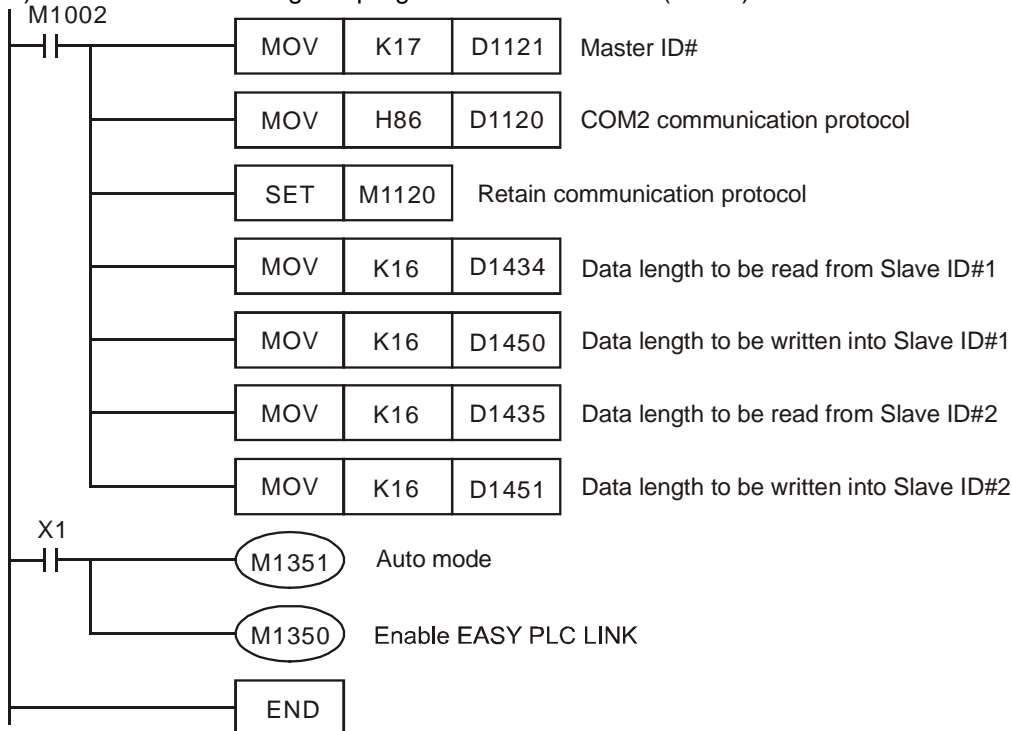 M1002
MOV K17 D1121 Master ID#
MOV H86 D1120 COM2 communication protocol
SET M1120 Retain communication protocol
MOV K16 D1434 Data length to be read from Slave ID#1
MOV K16 D1450 Data length to be written into Slave ID#1
MOV K16 D1435 Data length to be read from Slave ID#2
MOV K16 D1451 Data length to be written into Slave ID#2
X1
M1351 Auto mode
M1350 Enable EASY PLC LINK
END